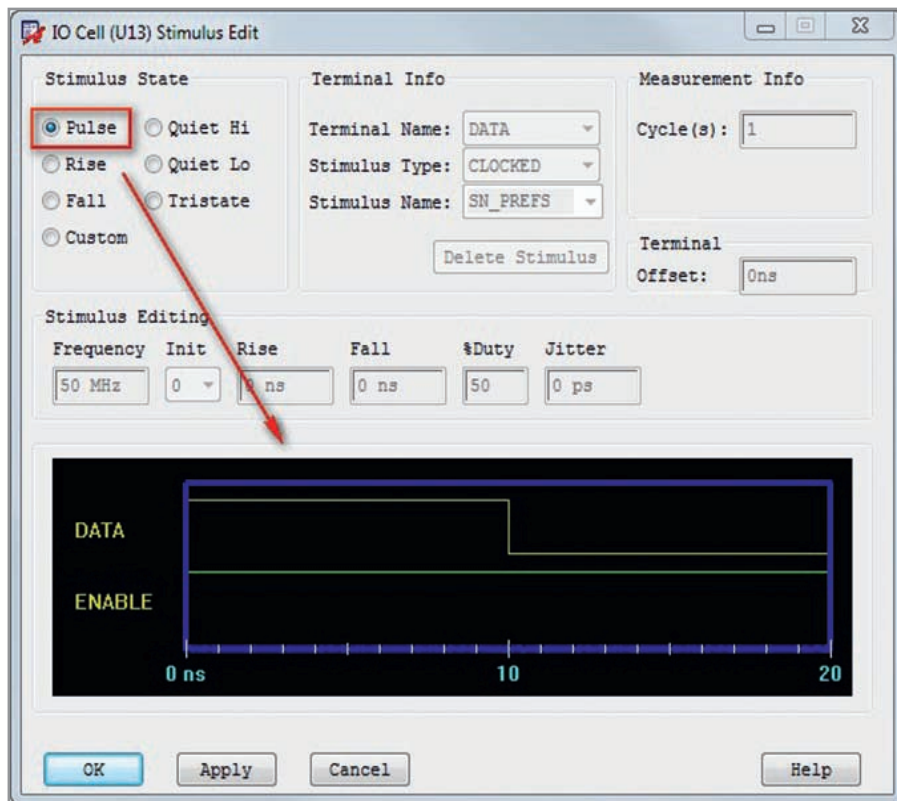 IO Cell (U13) Stimulus Edit
Stimulus State
Pulse
Quiet Hi
Rise
Quiet Lo
Fall
Tristate
Custom
Terminal Info
Terminal Name: DATA
Stimulus Type: CLOCKED
Stimulus Name: SN_PREFS
Delete Stimulus
Measurement Info
Cycle(s): 1
Terminal
Offset: 0ns
Stimulus Editing
Frequency Init Rise Fall %Duty Jitter
50 MHz 0 0 ns 0 ns 50 0 ps
DATA
ENABLE
0 ns 10 20
OK Apply Cancel Help